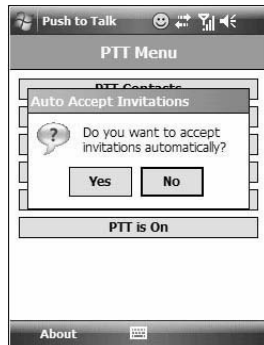 Push to Talk
PTT Menu
PTT Contacts
Auto Accept Invitations
Do you want to accept
invitations automatically?
Yes No
PTT is On
About